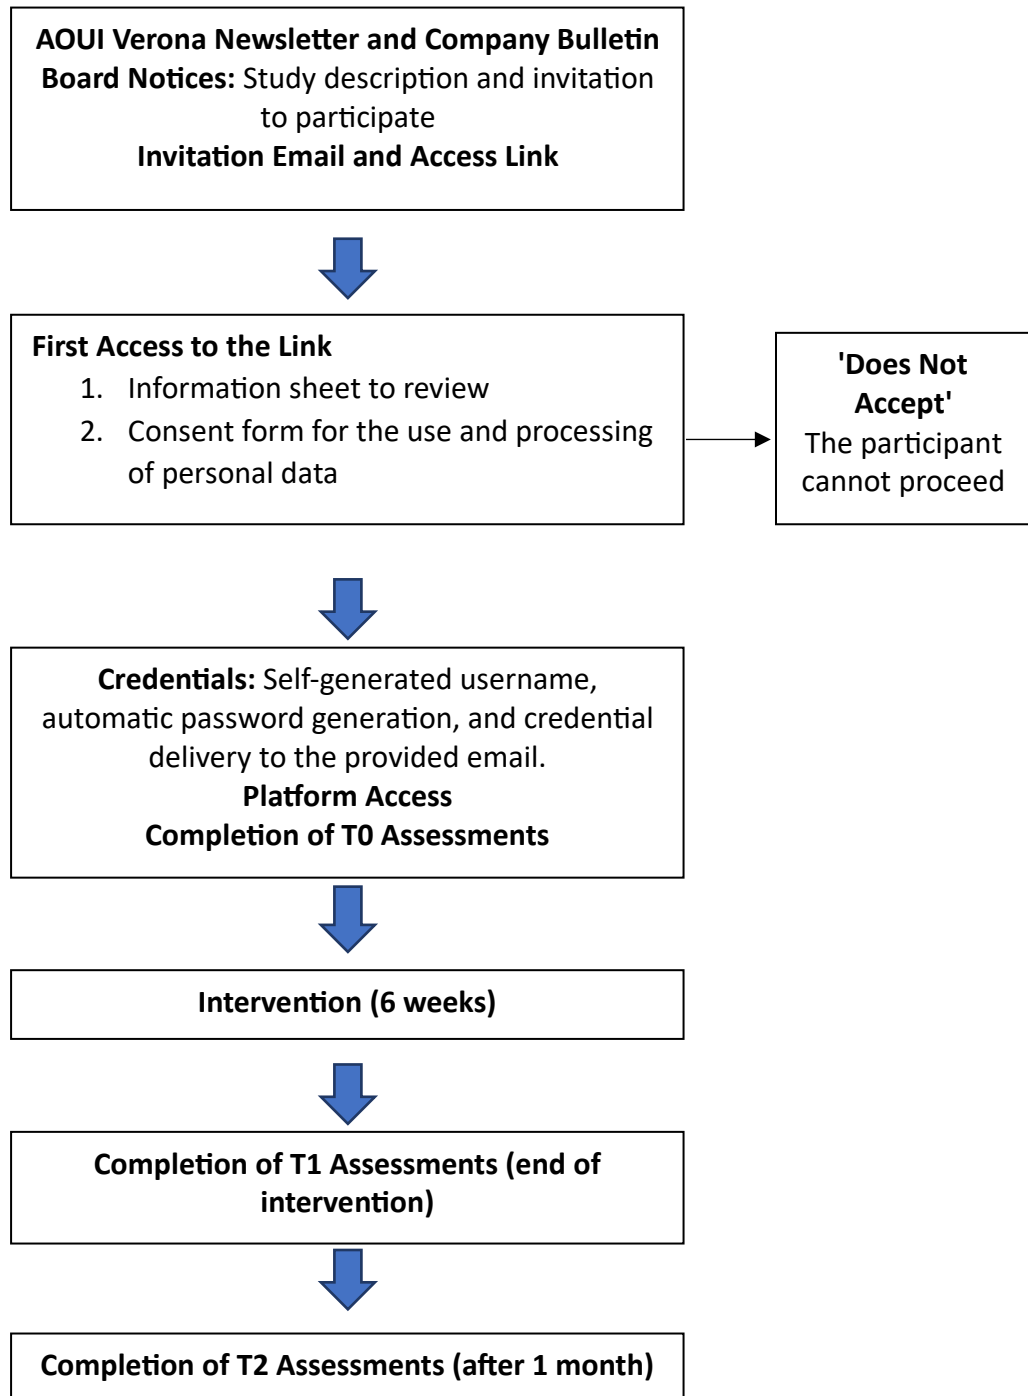 AOUI Verona Newsletter and Company Bulletin
Board Notices: Study description and invitation
to participate
Invitation Email and Access Link
First Access to the Link
1. Information sheet to review
2. Consent form for the use and processing
of personal data
'Does Not
Accept'
The participant
cannot proceed
Credentials: Self-generated username,
automatic password generation, and credential
delivery to the provided email.
Platform Access
Completion of T0 Assessments
Intervention (6 weeks)
Completion of T1 Assessments (end of
intervention)
Completion of T2 Assessments (after 1 month)